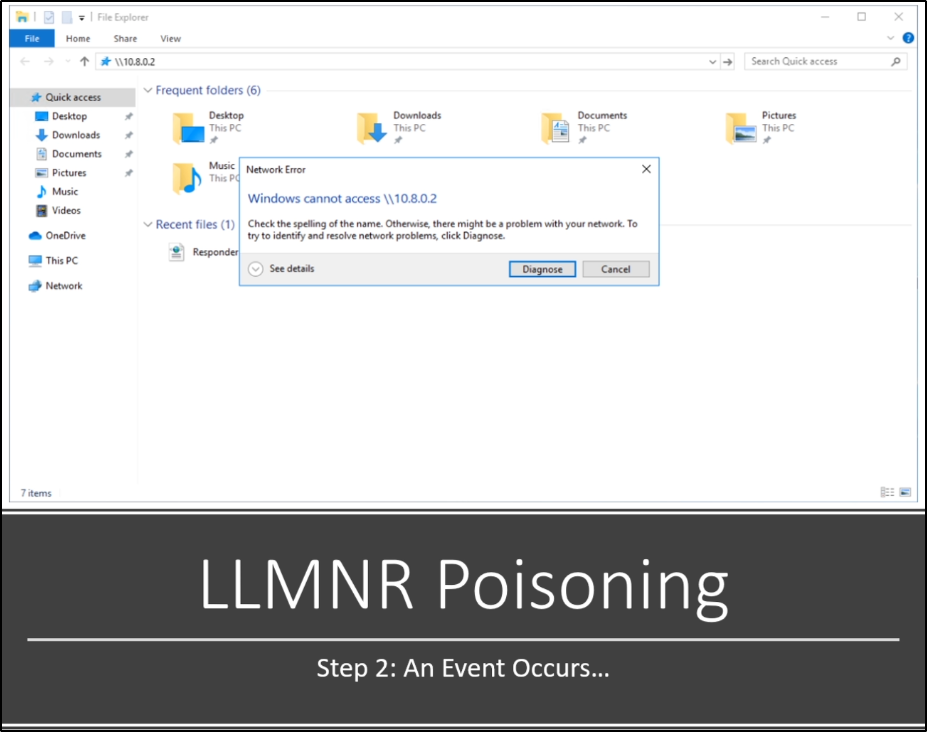 File Explorer
File Home Share View
\\10.8.0.2
Search Quick access
Quick access
Desktop
Downloads
Documents
Pictures
Music
Videos
OneDrive
This PC
Network
Frequent folders (6)
Desktop
This PC
Downloads
This PC
Documents
This PC
Pictures
This PC
Music
This PC
Recent files (1)
Responder
Network Error
Windows cannot access \\10.8.0.2
Check the spelling of the name. Otherwise, there might be a problem with your network. To
try to identify and resolve network problems, click Diagnose.
See details
Diagnose Cancel
7 items
LLMNR Poisoning
Step 2: An Event Occurs...